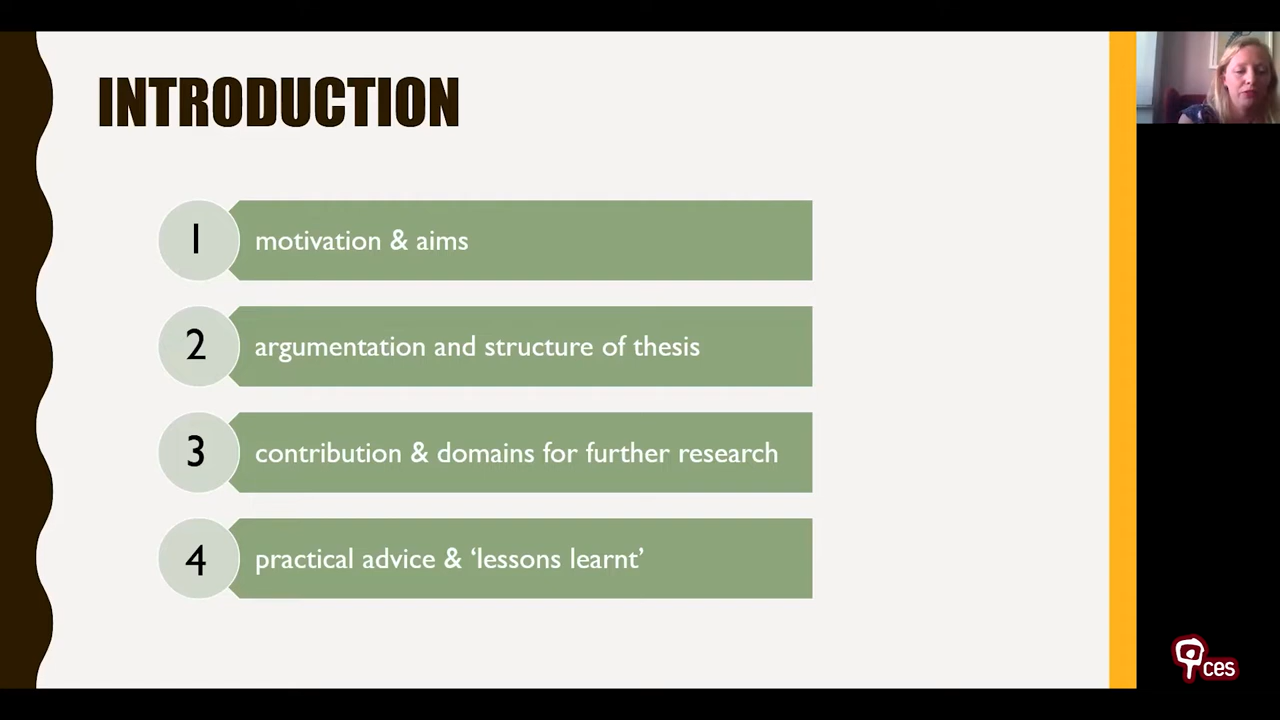 INTRODUCTION
1
motivation & aims
2
argumentation and structure of thesis
3
contribution & domains for further research
4
practical advice & ‘lessons learnt’
ces